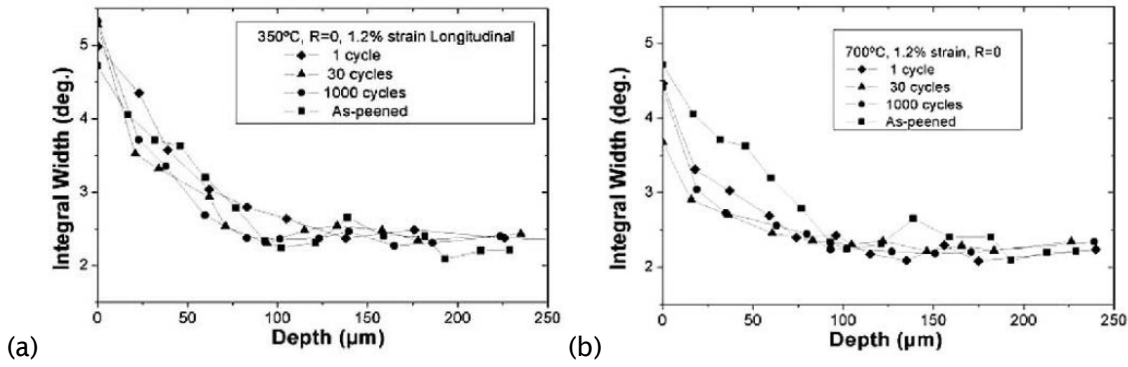 350ºC, R=0, 1.2% strain Longitudinal
1 cycle
30 cycles
1000 cycles
As-peened
Integral Width (deg.)
5
4
3
2
0
50
100
150
200
250
Depth (µm)
(a)
700ºC, 1.2% strain, R=0
1 cycle
30 cycles
1000 cycles
As-peened
Integral Width (deg.)
5
4
3
2
0
50
100
150
200
250
Depth (µm)
(b)